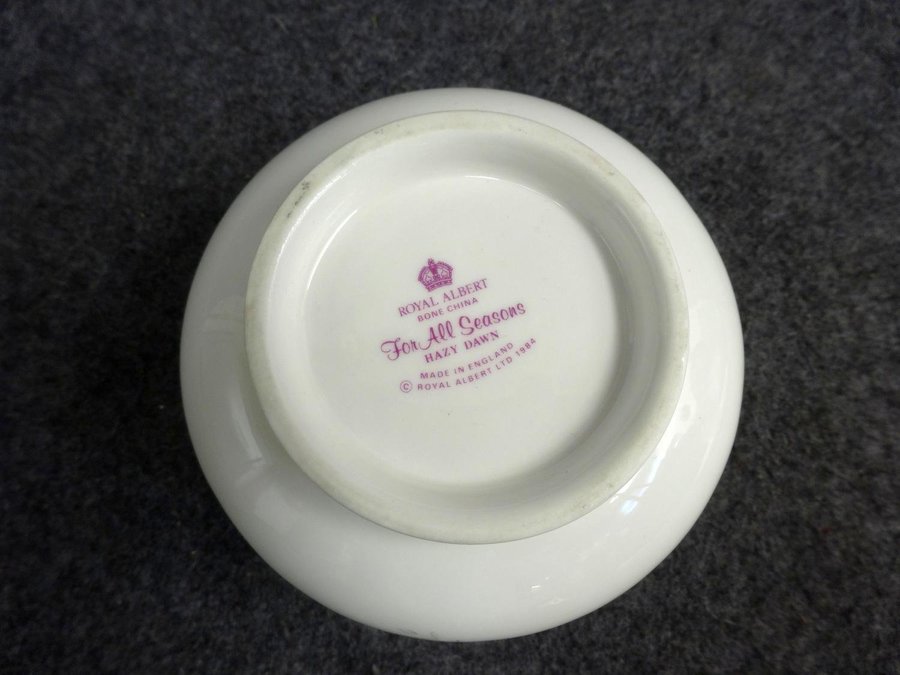 ROYAL ALBERT
BONE CHINA
For All Seasons
HAZY DAWN
MADE IN ENGLAND
© ROYAL ALBERT LTD 1984